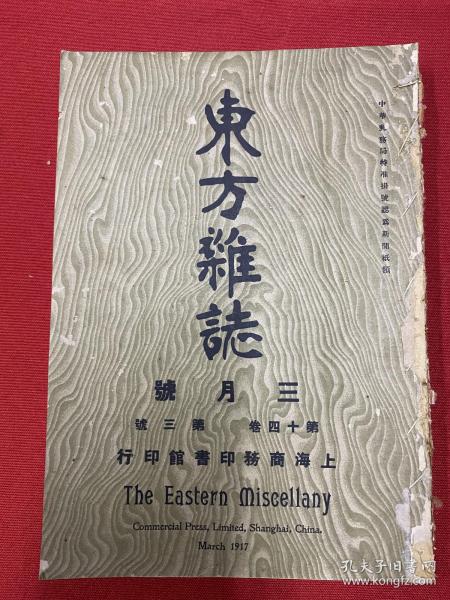 中華郵務局特准掛號認爲新聞紙類
東方雜誌
三月號
第十四卷 第三號
上海商務印書館印行
The Eastern Miscellany
Commercial Press, Limited, Shanghai, China.
March 1917
孔夫子旧书网
www.kongfz.com